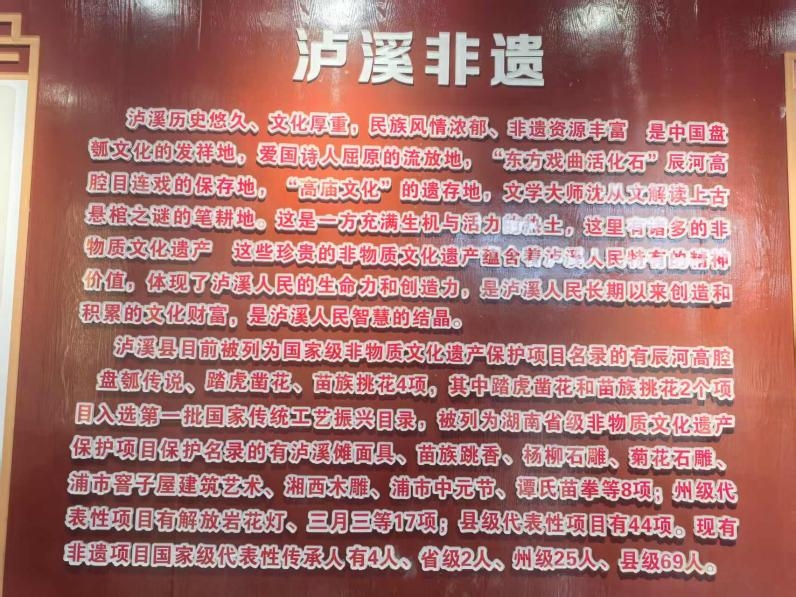 泸溪非遗
泸溪历史悠久、文化厚重，民族风情浓郁、非遗资源丰富 是中国盘
瓠文化的发祥地，爱国诗人屈原的流放地，“东方戏曲活化石”辰河高
腔目连戏的保存地，“高庙文化”的遗存地，文学大师沈从文解读上古
悬棺之谜的笔耕地。这是一方充满生机与活力的热土，这里有诸多的非
物质文化遗产 这些珍贵的非物质文化遗产蕴含着泸溪人民特有的精神
价值，体现了泸溪人民的生命力和创造力，是泸溪人民长期以来创造和
积累的文化财富，是泸溪人民智慧的结晶。
泸溪县目前被列为国家级非物质文化遗产保护项目名录的有辰河高腔
盘瓠传说、踏虎凿花、苗族挑花4项，其中踏虎凿花和苗族挑花2个项
目入选第一批国家传统工艺振兴目录，被列为湖南省级非物质文化遗产
保护项目保护名录的有泸溪傩面具、苗族跳香、杨柳石雕、菊花石雕、
浦市窨子屋建筑艺术、湘西木雕、浦市中元节、谭氏苗拳等8项；州级代
表性项目有解放岩花灯、三月三等17项；县级代表性项目有44项。现有
非遗项目国家级代表性传承人有4人、省级2人、州级25人、县级69人。